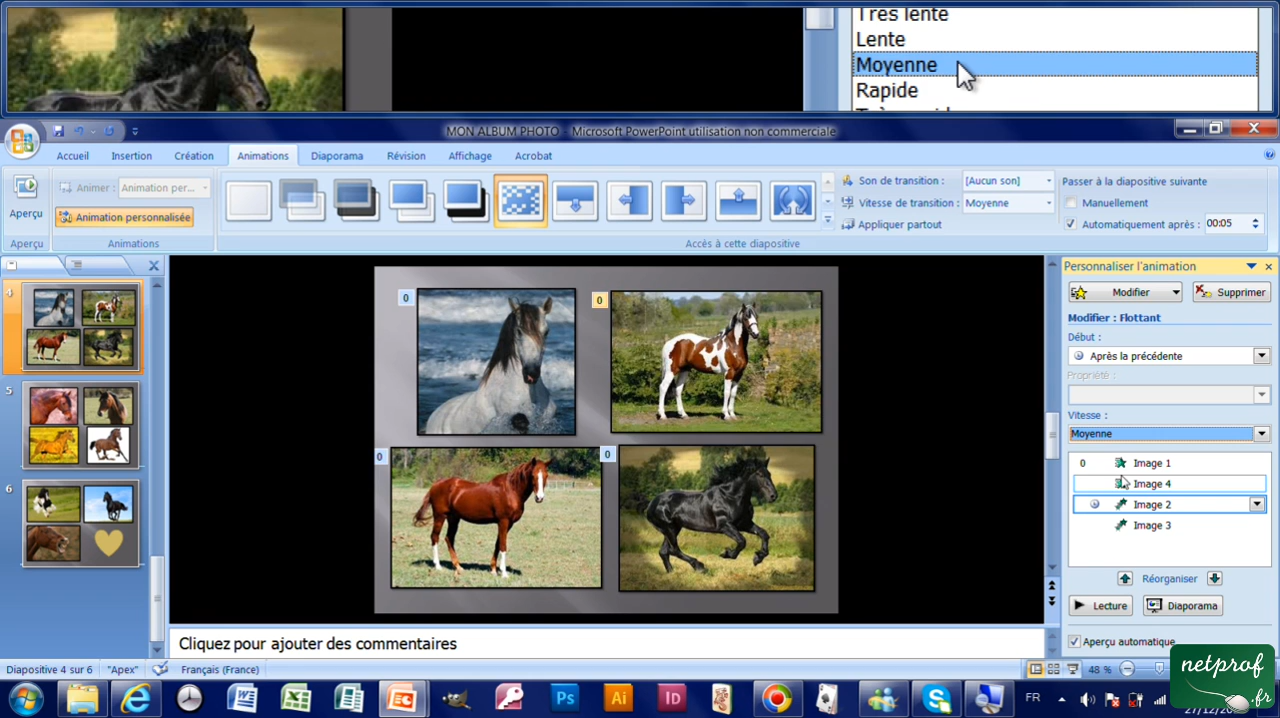 Très lente
Lente
Moyenne
Rapide
MON ALBUM PHOTO - Microsoft PowerPoint utilisation non commerciale
Accueil Insertion Création Animations Diaporama Révision Affichage Acrobat
Aperçu
Animer : Animation per...
Animation personnalisée
Son de transition : [Aucun son]
Vitesse de transition : Moyenne
Appliquer partout
Passer à la diapositive suivante
Manuellement
Automatiquement après : 00:05
Aperçu Animations Accès à cette diapositive
4
5
6
0
0
0
0
Personnaliser l'animation
Modifier Supprimer
Modifier : Flottant
Début :
Après la précédente
Propriété :
Vitesse :
Moyenne
0 Image 1
Image 4
Image 2
Image 3
Réorganiser
Lecture Diaporama
Aperçu automatique
Cliquez pour ajouter des commentaires
Diapositive 4 sur 6 "Apex" Français (France) 48 %
W X P Ps Ai Id S FR
netprof
.fr